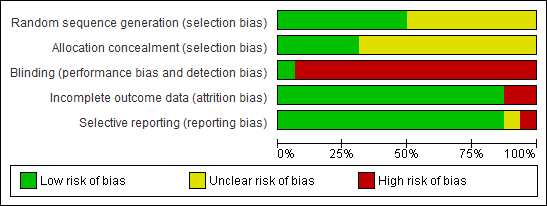 Random sequence generation (selection bias)
Allocation concealment (selection bias)
Blinding (performance bias and detection bias)
Incomplete outcome data (attrition bias)
Selective reporting (reporting bias)
0% 25% 50% 75% 100%
Low risk of bias Unclear risk of bias High risk of bias